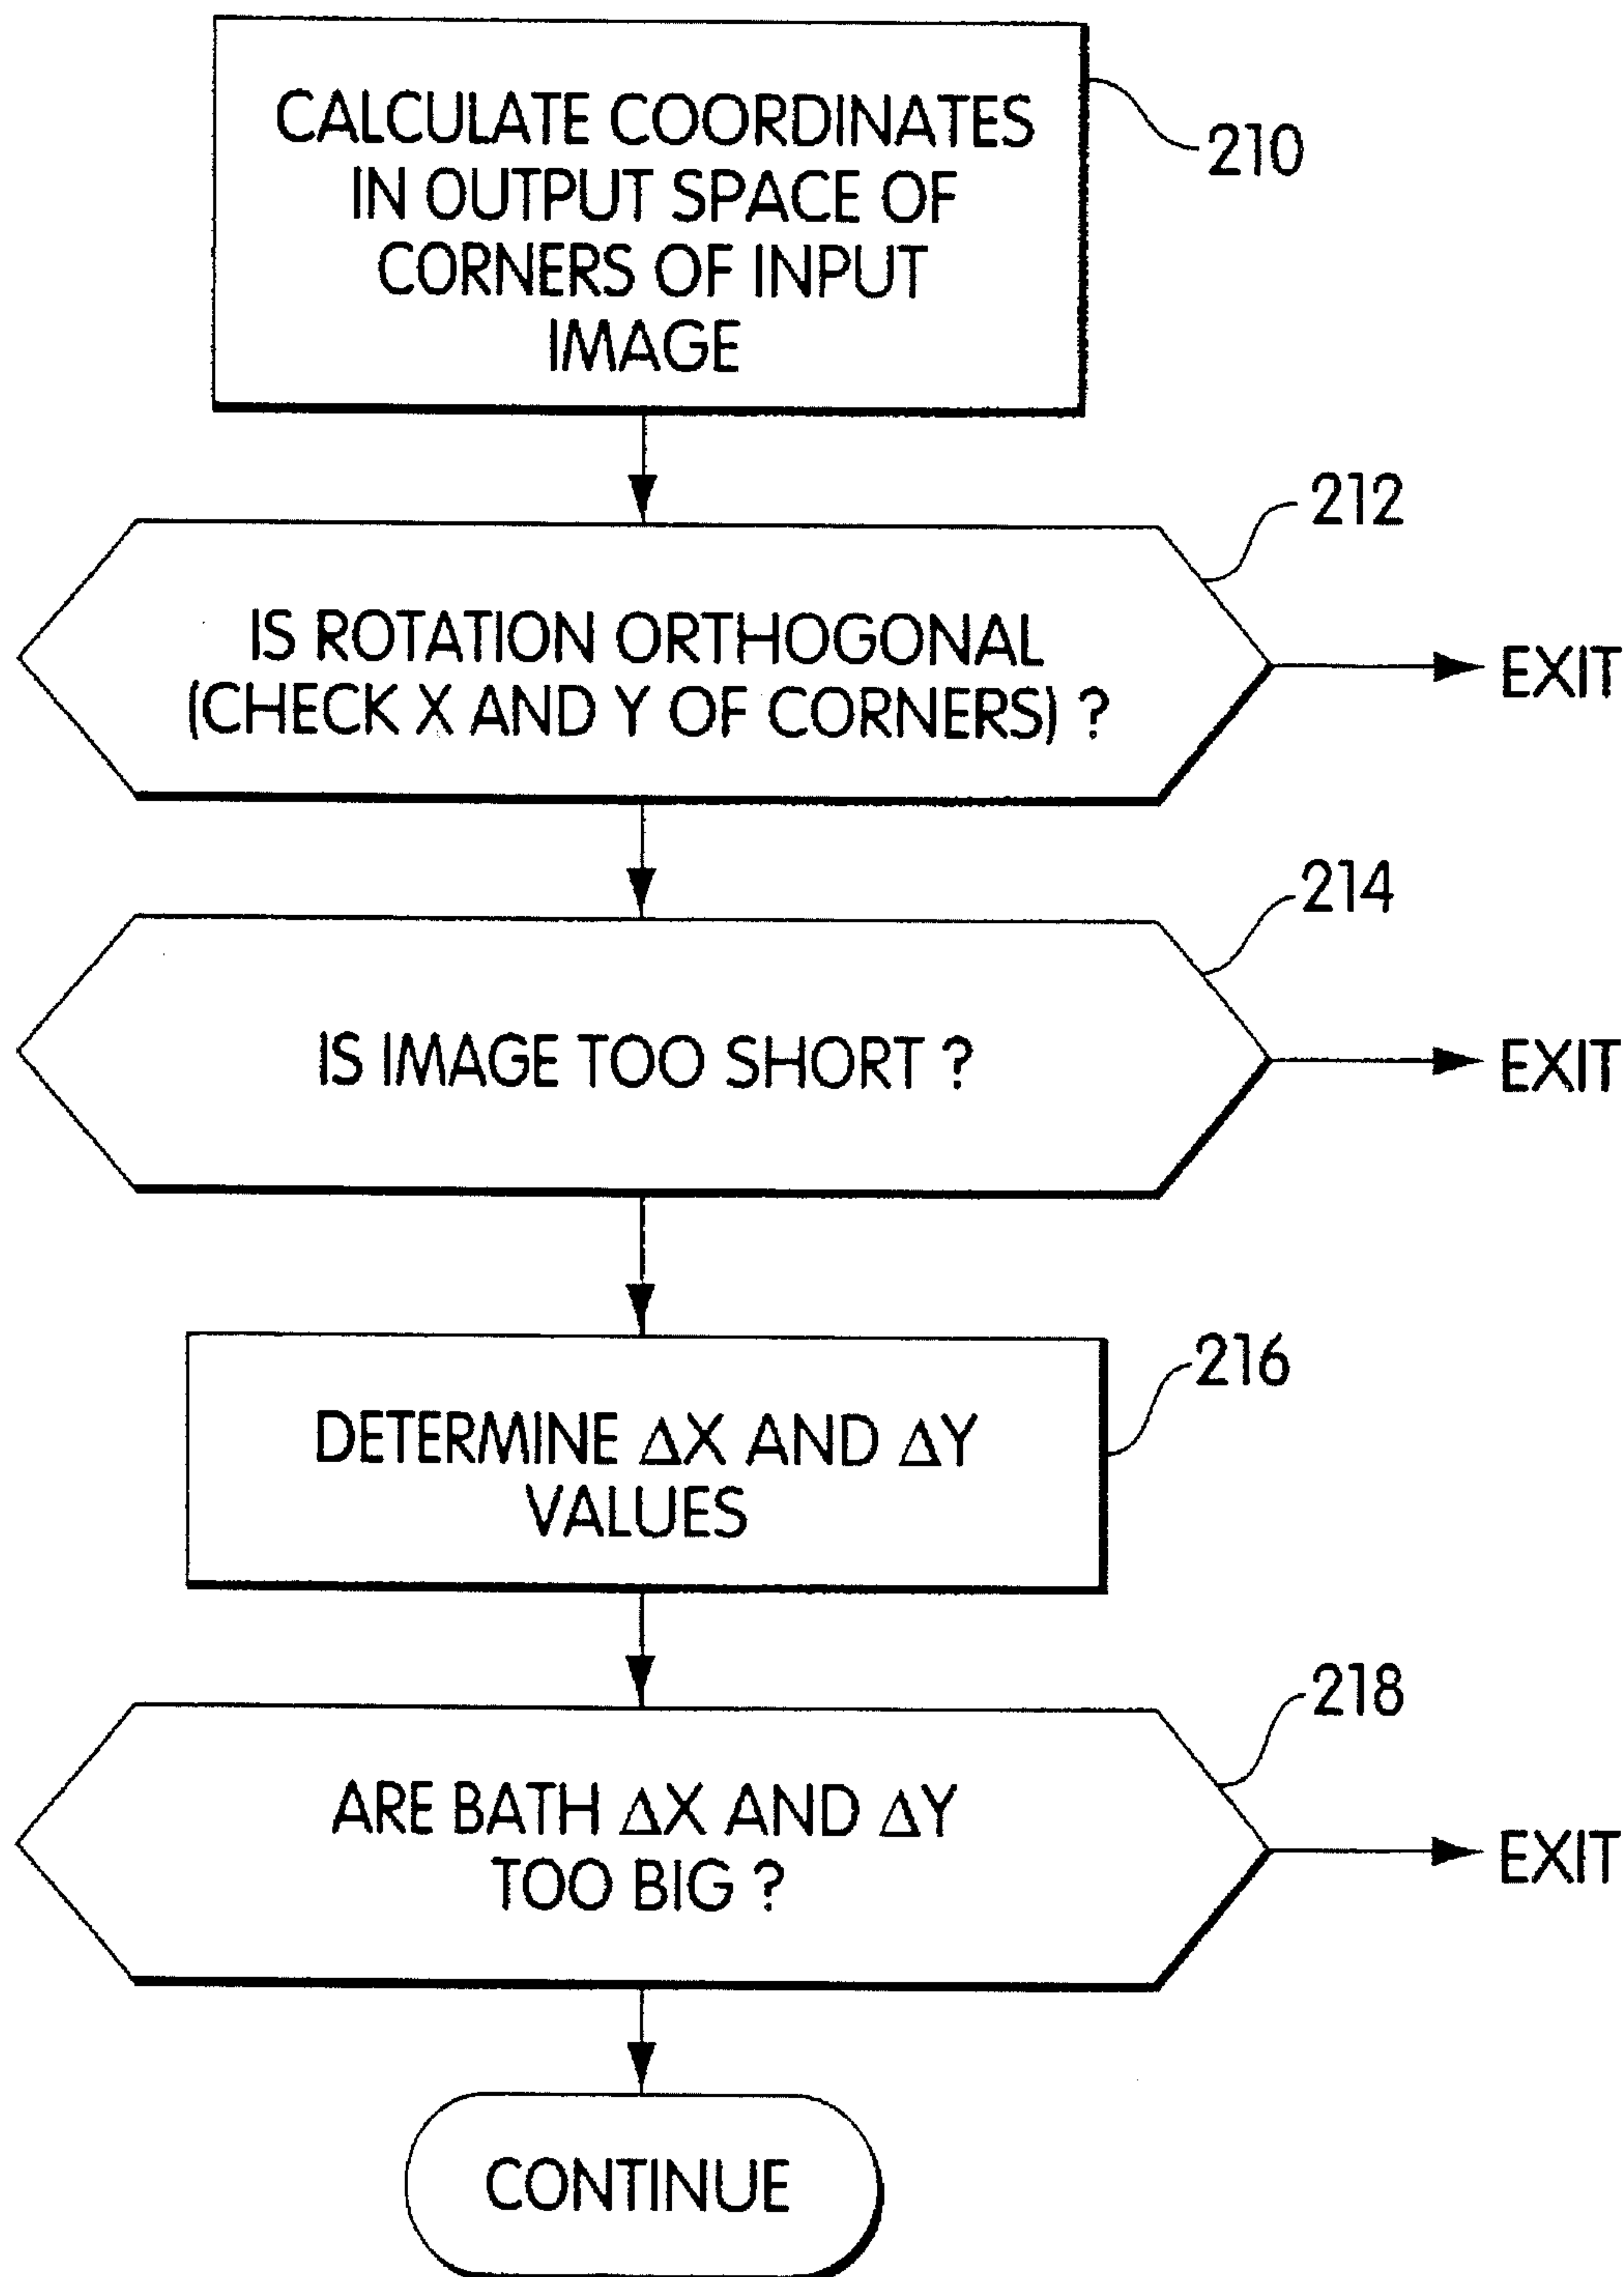 CALCULATE COORDINATES
IN OUTPUT SPACE OF
CORNERS OF INPUT
IMAGE
210
212
IS ROTATION ORTHOGONAL
(CHECK X AND Y OF CORNERS) ?
EXIT
214
IS IMAGE TOO SHORT ?
EXIT
216
DETERMINE ΔX AND ΔY
VALUES
218
ARE BATH ΔX AND ΔY
TOO BIG ?
EXIT
CONTINUE